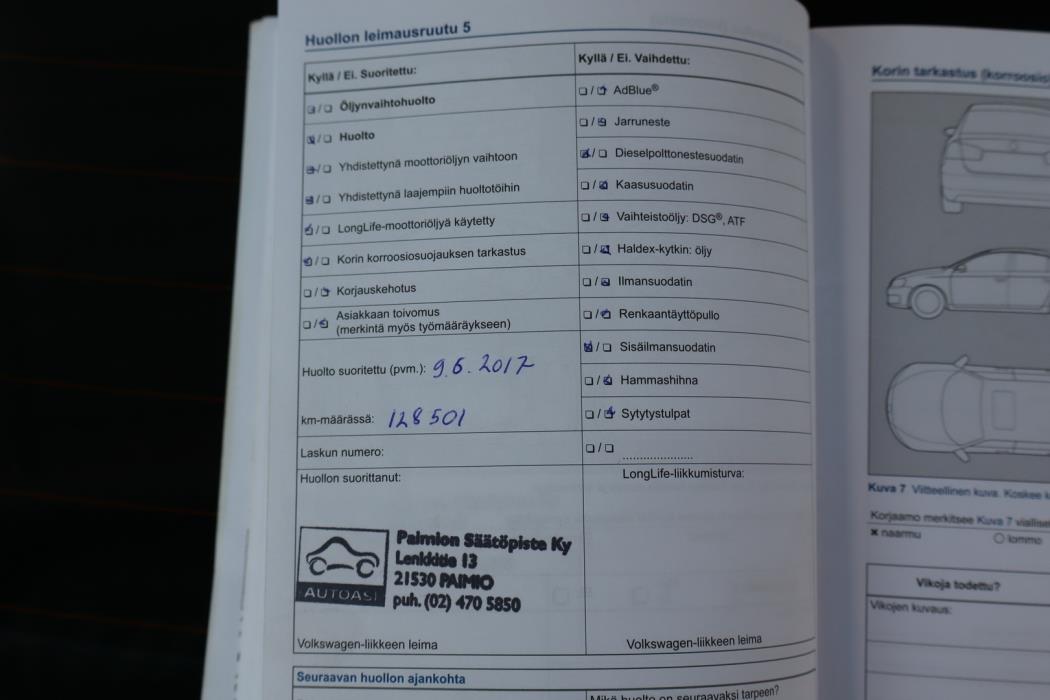 Huollon leimausruutu 5
Kyllä / Ei. Suoritettu:
Öljynvaihtohuolto
Huolto
Yhdistettynä moottoriöljyn vaihtoon
Yhdistettynä laajempiin huoltotöihin
LongLife-moottoriöljyä käytetty
Korin korroosiosuojauksen tarkastus
Korjauskehotus
Asiakkaan toivomus
(merkintä myös työmääräykseen)
Huolto suoritettu (pvm.): 9.6.2017
km-määrässä: 128 501
Laskun numero:
Huollon suorittanut:
AUTOASI
Paimion Säätöpiste Ky
Lenkkitie 13
21530 PAIMIO
puh. (02) 470 5850
Volkswagen-liikkeen leima
Kyllä / Ei. Vaihdettu:
AdBlue®
Jarruneste
Dieselpolttonestesuodatin
Kaasusuodatin
Vaihteistoöljy: DSG®, ATF
Haldex-kytkin: öljy
Ilmansuodatin
Renkaantäyttöpullo
Sisäilmansuodatin
Hammashihna
Sytytystulpat
LongLife-liikkumisturva:
Volkswagen-liikkeen leima
Seuraavan huollon ajankohta
Mikä huolto on seuraavaksi tarpeen?
Korin tarkastus
Kuva 7 Viitteellinen kuva. Koskee
Korjaamo merkitsee Kuva 7
× naarmu
lommo
Vikoja todettu?
Vikojen kuvaus: